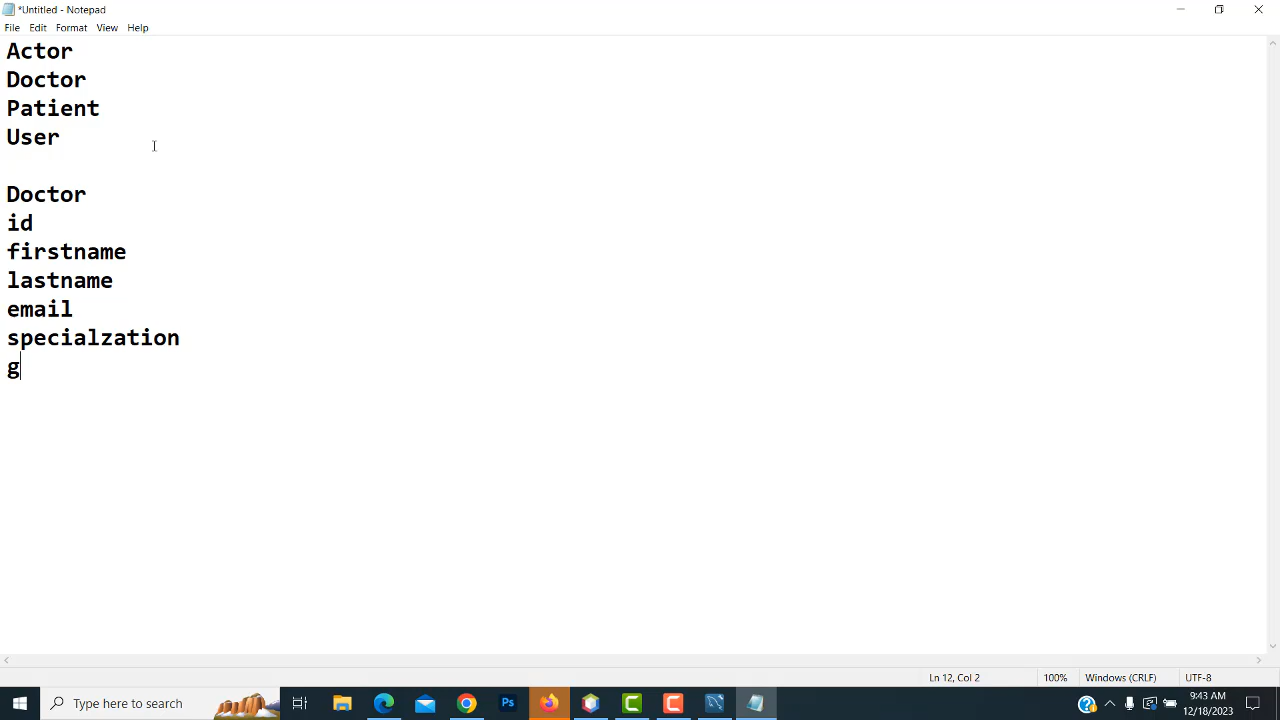 *Untitled - Notepad
File Edit Format View Help
Actor
Doctor
Patient
User
Doctor
id
firstname
lastname
email
specialzation
g
Ln 12, Col 2 100% Windows (CRLF) UTF-8
Type here to search
Ps
9:43 AM
12/18/2023